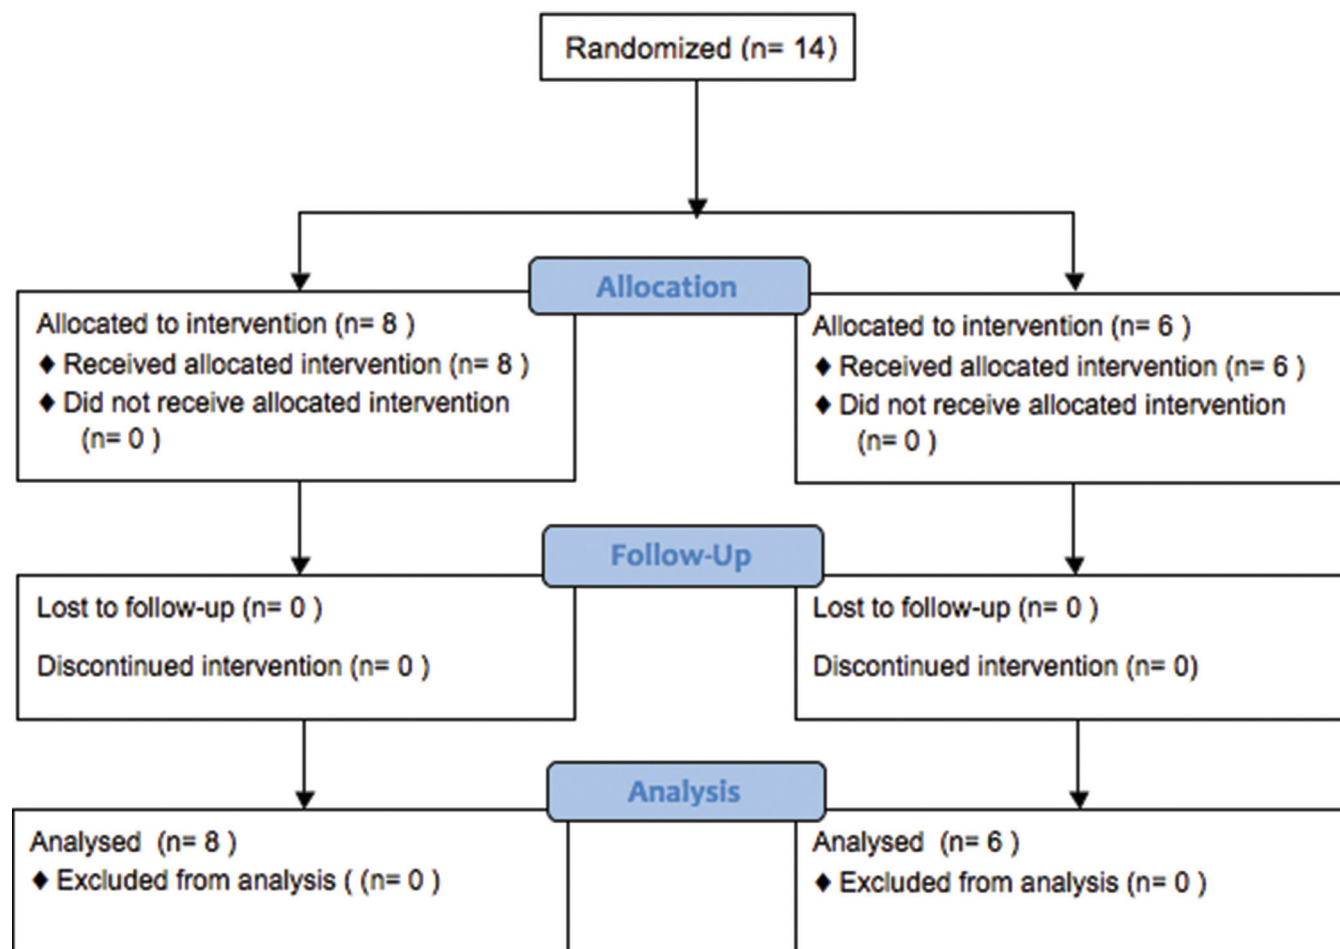 Randomized (n= 14)
Allocation
Allocated to intervention (n= 8 )
♦ Received allocated intervention (n= 8 )
♦ Did not receive allocated intervention
(n= 0 )
Allocated to intervention (n= 6 )
♦ Received allocated intervention (n= 6 )
♦ Did not receive allocated intervention
(n= 0 )
Follow-Up
Lost to follow-up (n= 0 )
Discontinued intervention (n= 0 )
Lost to follow-up (n= 0 )
Discontinued intervention (n= 0)
Analysis
Analysed  (n= 8 )
♦ Excluded from analysis ( (n= 0 )
Analysed  (n= 6 )
♦ Excluded from analysis (n= 0 )